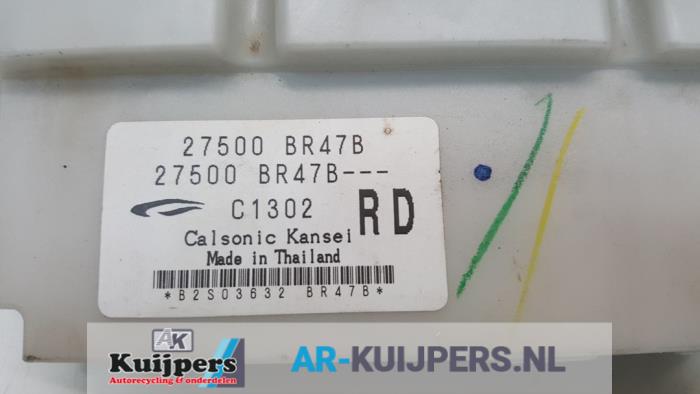 27500 BR47B
27500 BR47B---
C1302 RD
Calsonic Kansei
Made in Thailand
*B2S03632 BR47B*
AK
Kuijpers
Autorecycling & onderdelen
AR-KUIJPERS.NL